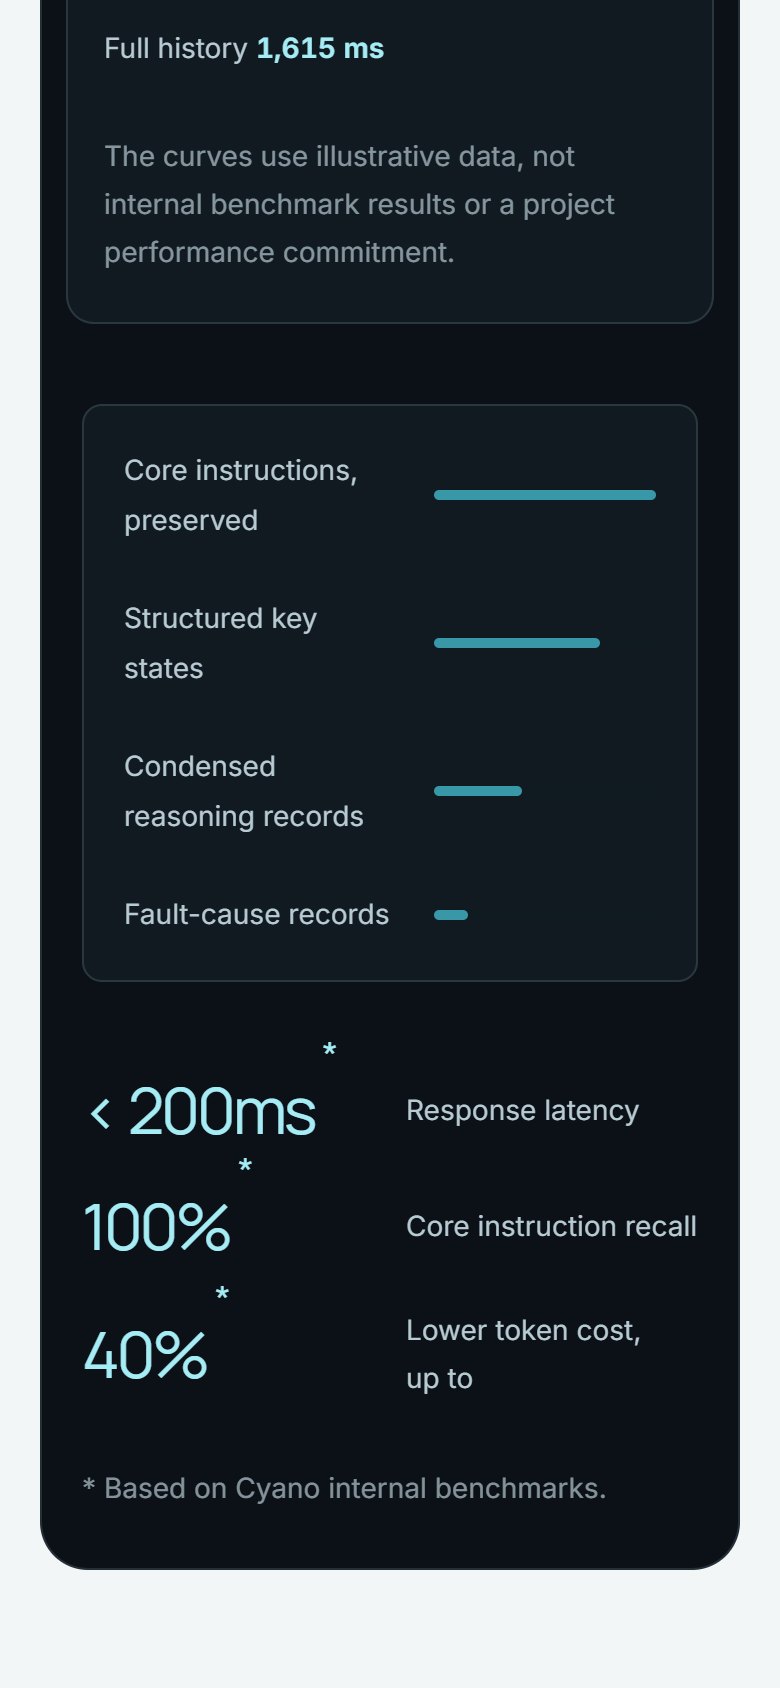 Full history 1,615 ms
The curves use illustrative data, not
internal benchmark results or a project
performance commitment.
Core instructions,
preserved
Structured key
states
Condensed
reasoning records
Fault-cause records
< 200ms* Response latency
100%* Core instruction recall
40%* Lower token cost,
up to
* Based on Cyano internal benchmarks.